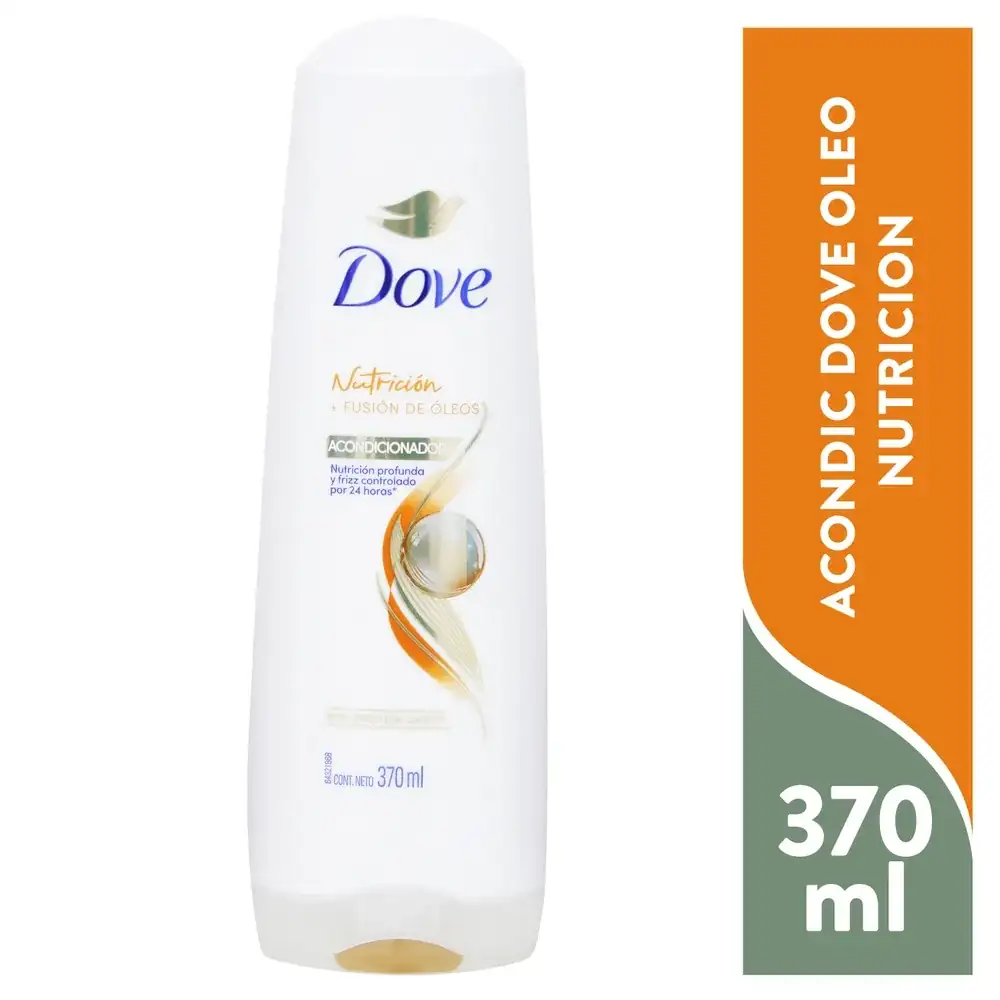 Dove
Nutrición
+ FUSIÓN DE ÓLEOS
ACONDICIONADOR
Nutrición profunda
y frizz controlado
por 24 horas*
CONT. NETO 370 ml
ACONDIC DOVE OLEO
NUTRICION
370
ml